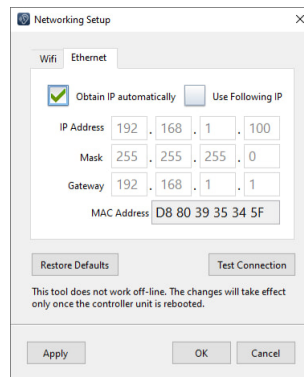 Networking Setup
Wifi Ethernet
Obtain IP automatically Use Following IP
IP Address 192 . 168 . 1 . 100
Mask 255 . 255 . 255 . 0
Gateway 192 . 168 . 1 . 1
MAC Address D8 80 39 35 34 5F
Restore Defaults Test Connection
This tool does not work off-line. The changes will take effect
only once the controller unit is rebooted.
Apply OK Cancel